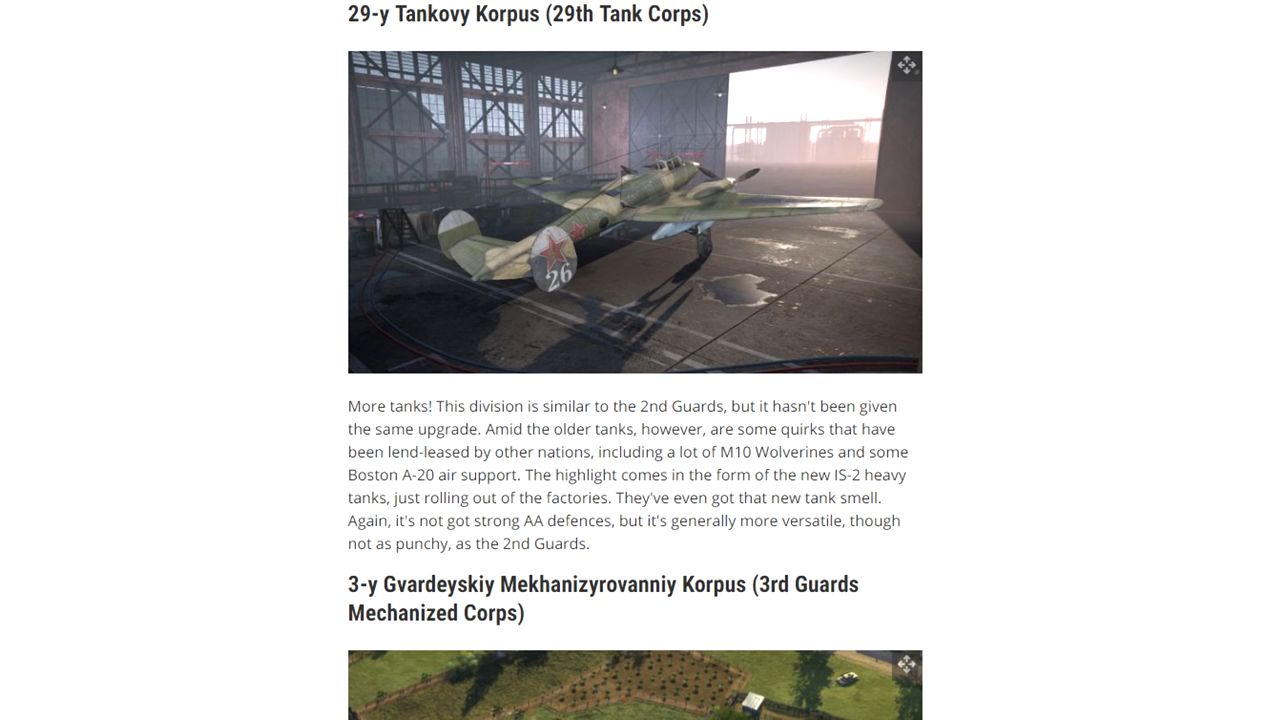 29-y Tankovy Korpus (29th Tank Corps)
26
More tanks! This division is similar to the 2nd Guards, but it hasn't been given
the same upgrade. Amid the older tanks, however, are some quirks that have
been lend-leased by other nations, including a lot of M10 Wolverines and some
Boston A-20 air support. The highlight comes in the form of the new IS-2 heavy
tanks, just rolling out of the factories. They've even got that new tank smell.
Again, it's not got strong AA defences, but it's generally more versatile, though
not as punchy, as the 2nd Guards.
3-y Gvardeyskiy Mekhanizyrovanniy Korpus (3rd Guards
Mechanized Corps)